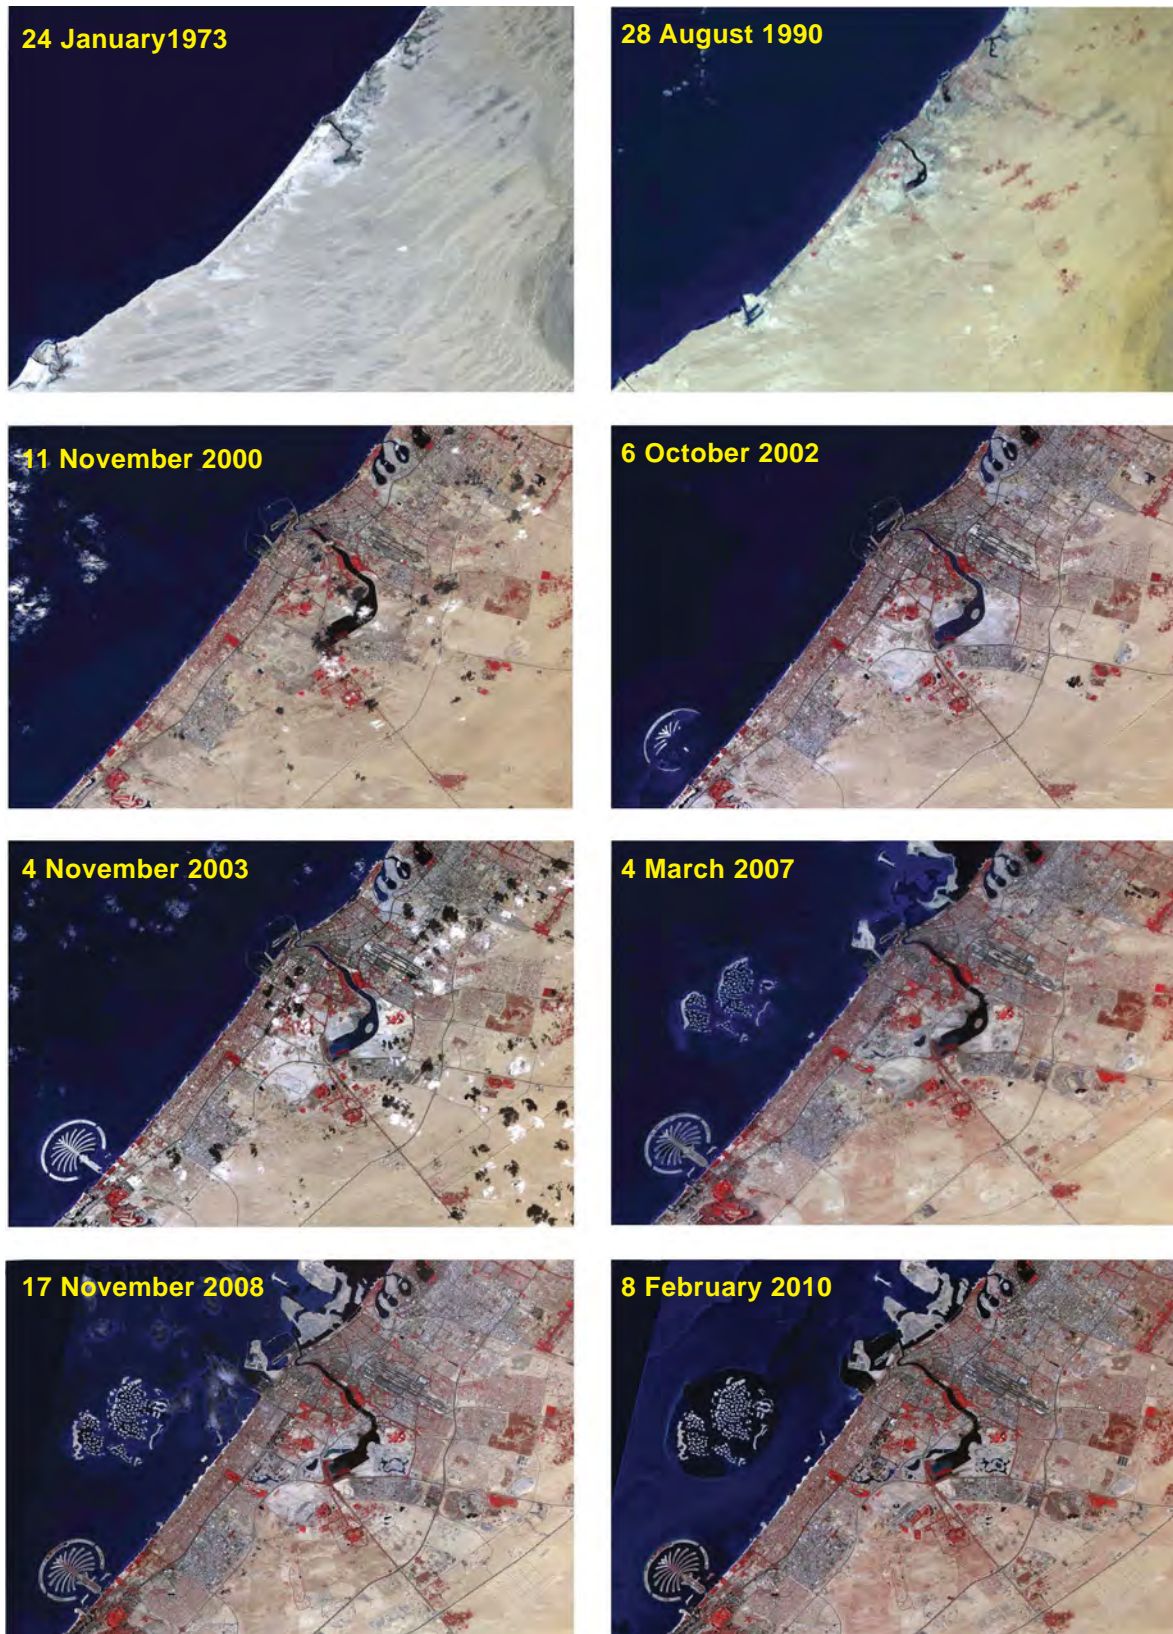 24 January1973
28 August 1990
11 November 2000
6 October 2002
4 November 2003
4 March 2007
17 November 2008
8 February 2010